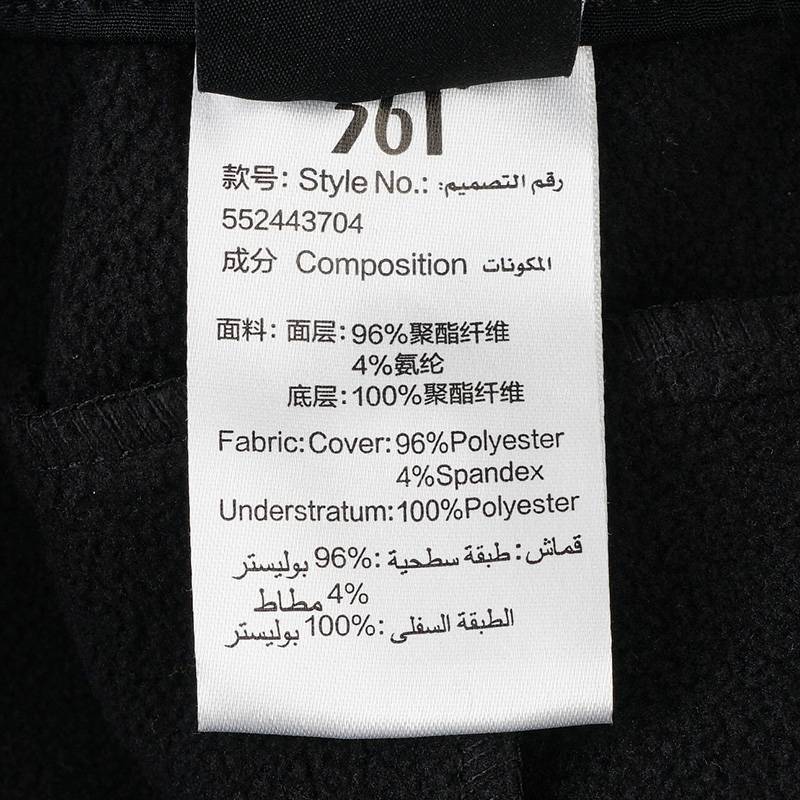 361
款号: Style No.: رقم التصميم:
552443704
成分 Composition المكونات
面料: 面层: 96%聚酯纤维
4%氨纶
底层: 100%聚酯纤维
Fabric: Cover: 96%Polyester
4%Spandex
Understratum: 100%Polyester
قماش: طبقة سطحية: 96% بوليستر
4% مطاط
الطبقة السفلى: 100% بوليستر